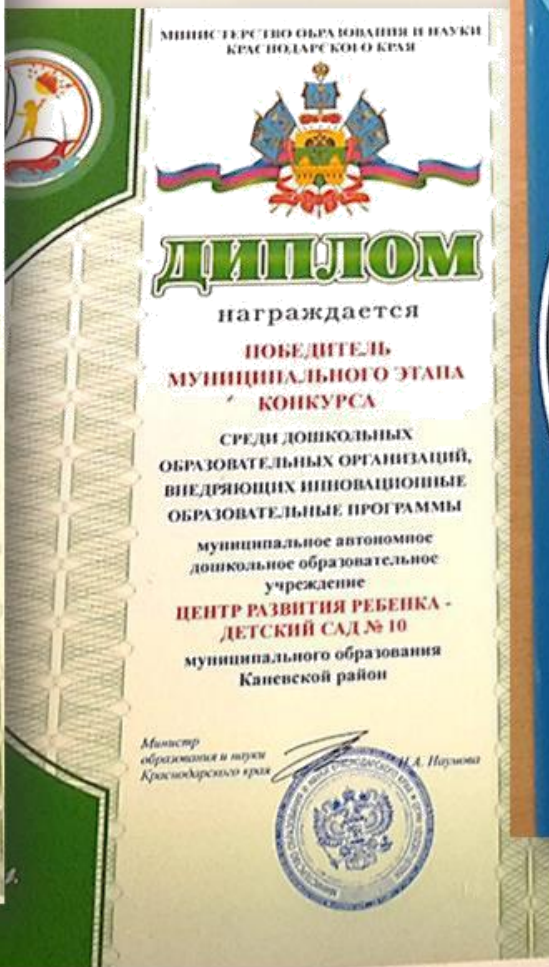 МИНИСТЕРСТВО ОБРАЗОВАНИЯ И НАУКИ
КРАСНОДАРСКОГО КРАЯ
ДИПЛОМ
награждается
ПОБЕДИТЕЛЬ
МУНИЦИПАЛЬНОГО ЭТАПА
КОНКУРСА
СРЕДИ ДОШКОЛЬНЫХ
ОБРАЗОВАТЕЛЬНЫХ ОРГАНИЗАЦИЙ,
ВНЕДРЯЮЩИХ ИННОВАЦИОННЫЕ
ОБРАЗОВАТЕЛЬНЫЕ ПРОГРАММЫ
муниципальное автономное
дошкольное образовательное
учреждение
ЦЕНТР РАЗВИТИЯ РЕБЕНКА -
ДЕТСКИЙ САД № 10
муниципального образования
Каневской район
Министр
образования и науки
Краснодарского края
Н.А. Наумова